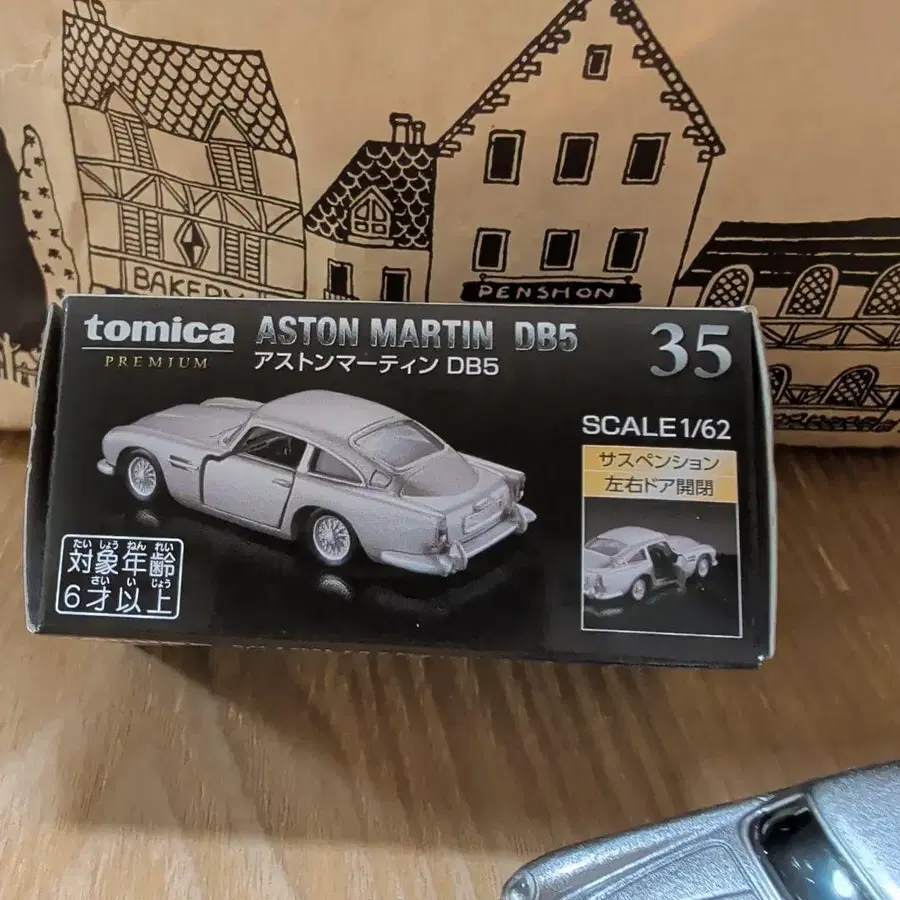 BAKERY
PENSHON
tomica
PREMIUM
ASTON MARTIN DB5
アストンマーティン DB5
35
SCALE 1/62
サスペンション
左右ドア開閉
たいしょうねんれい
対象年齢
さいいじょう
6才以上